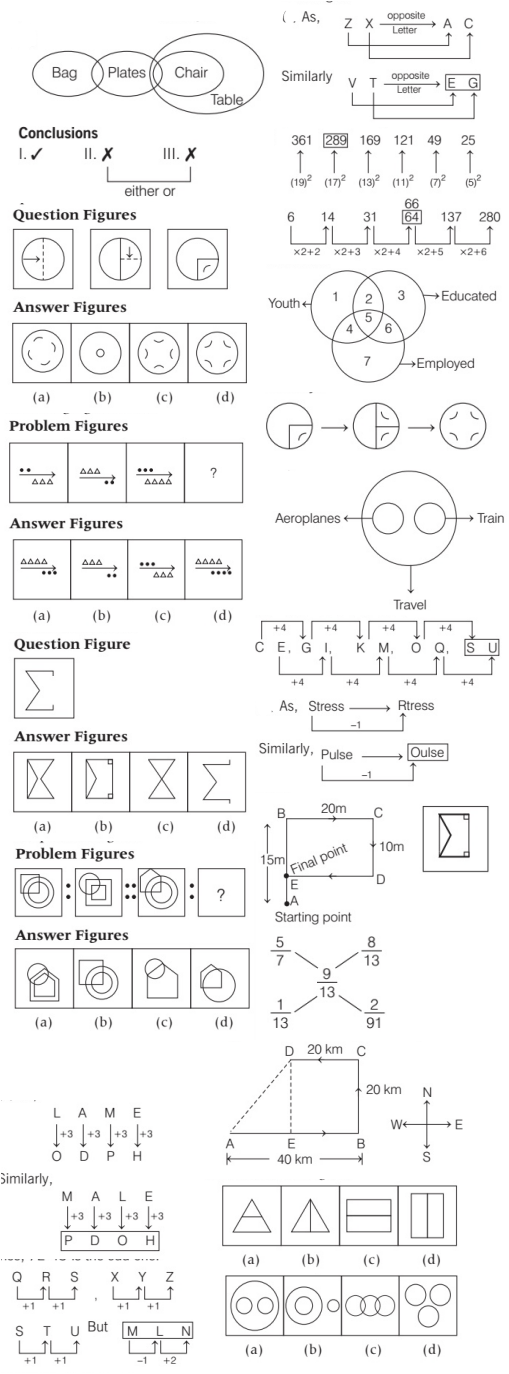 Bag Plates Chair
Table
Conclusions
I. ✓ II. ✗ III. ✗
either or
Question Figures
Answer Figures
(a) (b) (c) (d)
Problem Figures
?
Answer Figures
(a) (b) (c) (d)
Question Figure
Answer Figures
(a) (b) (c) (d)
Problem Figures
: :: : ?
Answer Figures
(a) (b) (c) (d)
L A M E
+3 +3 +3 +3
O D P H
Similarly,
M A L E
+3 +3 +3 +3
P D O H
Q R S , X Y Z
+1 +1 +1 +1
S T U But M L N
+1 +1 -1 +2
As, Z X opposite Letter A C
Similarly V T opposite Letter E G
361 289 169 121 49 25
(19)² (17)² (13)² (11)² (7)² (5)²
66
6 14 31 64 137 280
×2+2 ×2+3 ×2+4 ×2+5 ×2+6
Youth 1 2 3 Educated
4 5 6
7
Employed
Aeroplanes Train
Travel
+4 +4 +4 +4
C E, G I, K M, O Q, S U
+4 +4 +4 +4
As, Stress Rtress
–1
Similarly, Pulse Oulse
–1
B 20m C
15m Final point 10m
E D
A
Starting point
5/7 8/13
9/13
1/13 2/91
D 20 km C
20 km
A E B
40 km
N
W E
S
(a) (b) (c) (d)
(a) (b) (c) (d)